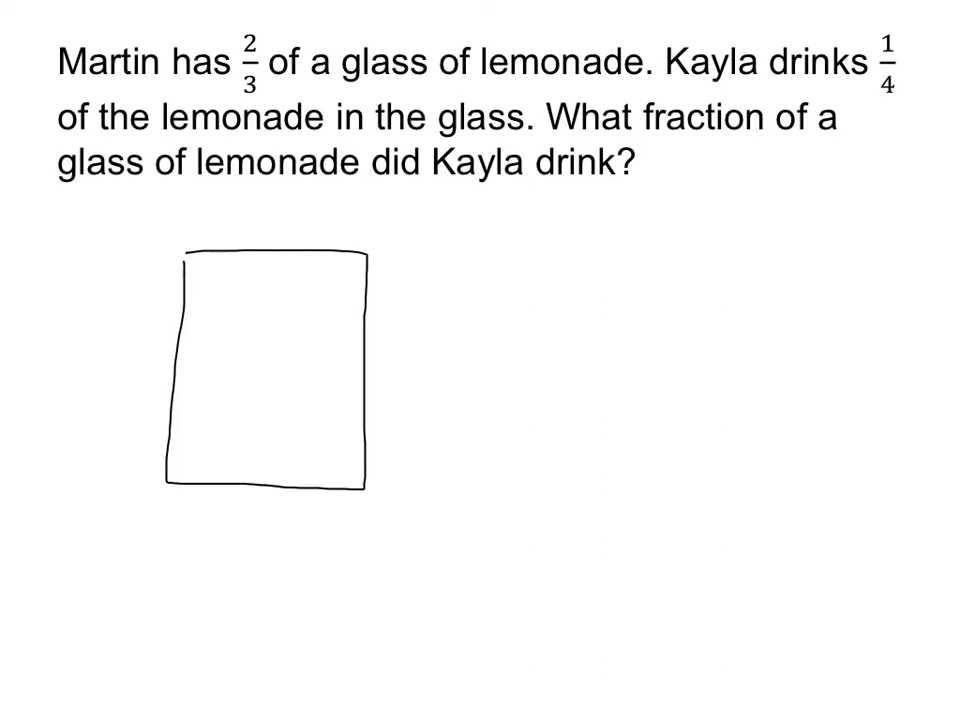 Martin has 2/3 of a glass of lemonade. Kayla drinks 1/4
of the lemonade in the glass. What fraction of a
glass of lemonade did Kayla drink?